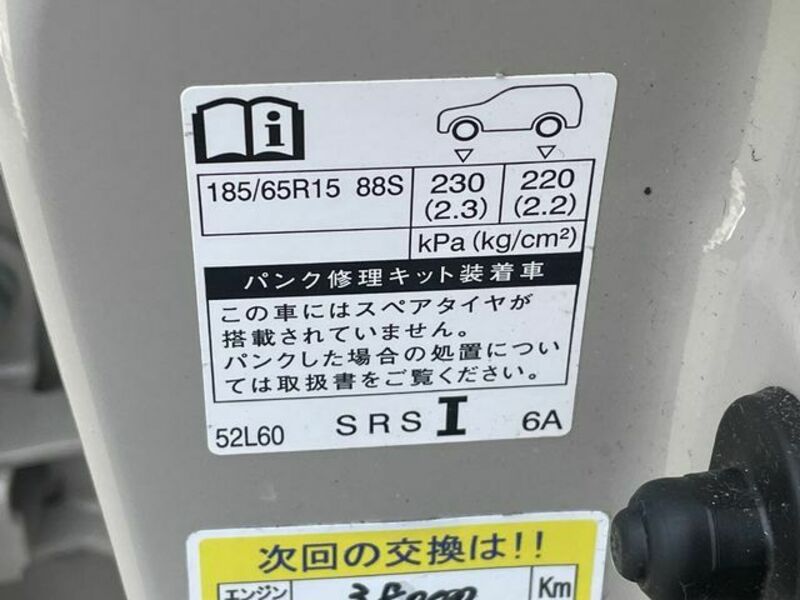 185/65R15 88S 230 220
(2.3) (2.2)
kPa (kg/cm²)
パンク修理キット装着車
この車にはスペアタイヤが
搭載されていません。
パンクした場合の処置につい
ては取扱書をご覧ください。
52L60 SRS I 6A
次回の交換は!!
エンジン Km